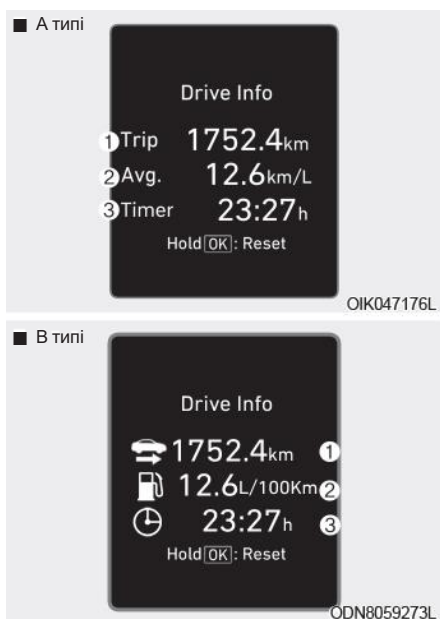 ■ А типі
Drive Info
1 Trip 1752.4km
2 Avg. 12.6km/L
3 Timer 23:27h
Hold OK : Reset
OIK047176L
■ В типі
Drive Info
1752.4km 1
12.6L/100Km 2
23:27h 3
Hold OK : Reset
ODN8059273L